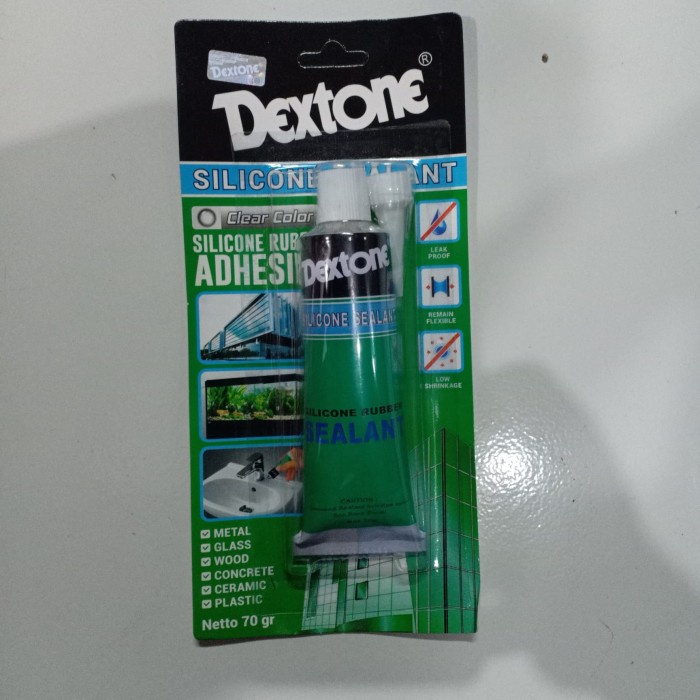 DEXTONE
DEXTONE ®
SILICONE SEALANT
Clear Color
SILICONE RUBB
ADHESI
DEXTONE
SILICONE SEALANT
LEAK
PROOF
REMAIN
FLEXIBLE
LOW
SHRINKAGE
SILICONE RUBBER
SEALANT
CAUTION :
METAL
GLASS
WOOD
CONCRETE
CERAMIC
PLASTIC
Netto 70 gr